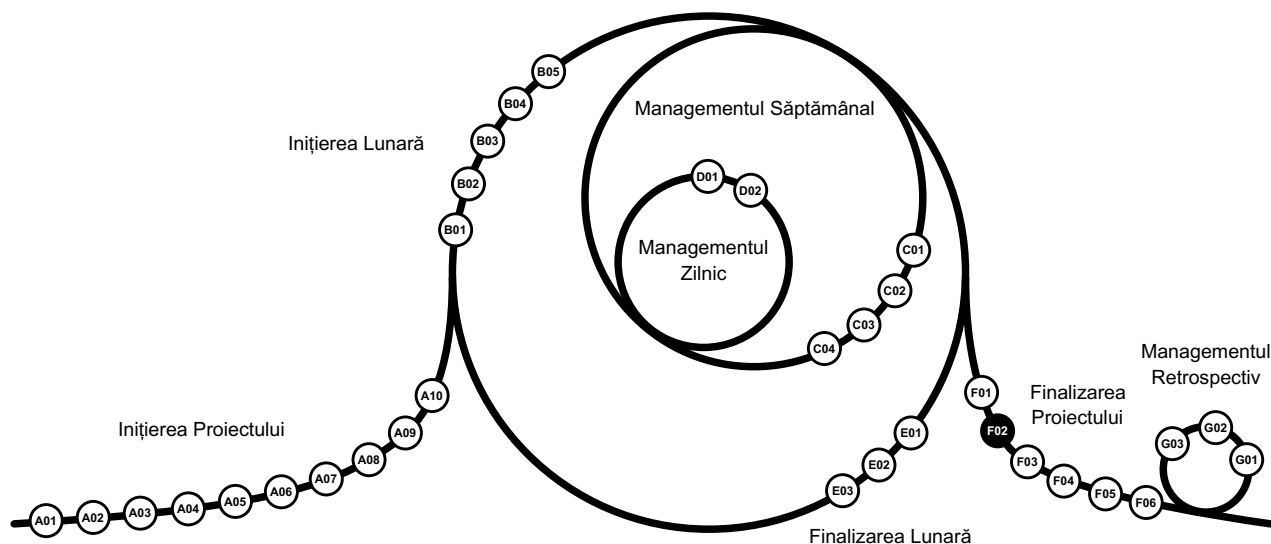 Inițierea Proiectului
A01
A02
A03
A04
A05
A06
A07
A08
A09
A10
Inițierea Lunară
B01
B02
B03
B04
B05
Managementul Săptămânal
C01
C02
C03
C04
Managementul
Zilnic
D01
D02
Finalizarea Lunară
E01
E02
E03
Finalizarea
Proiectului
F01
F02
F03
F04
F05
F06
Managementul
Retrospectiv
G01
G02
G03